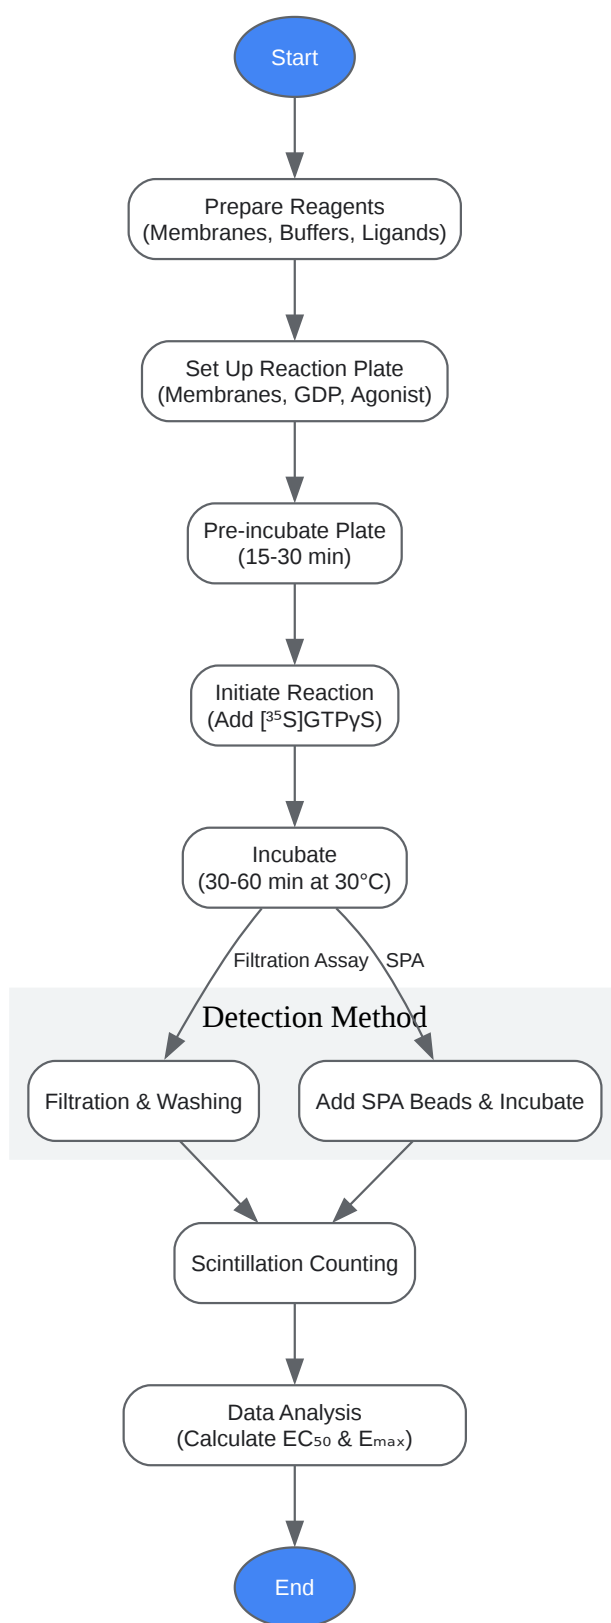 Start
Prepare Reagents
(Membranes, Buffers, Ligands)
Set Up Reaction Plate
(Membranes, GDP, Agonist)
Pre-incubate Plate
(15-30 min)
Initiate Reaction
(Add [³⁵S]GTPγS)
Incubate
(30-60 min at 30°C)
Filtration Assay
SPA
Detection Method
Filtration & Washing
Add SPA Beads & Incubate
Scintillation Counting
Data Analysis
(Calculate EC₅₀ & Eₘₐₓ)
End